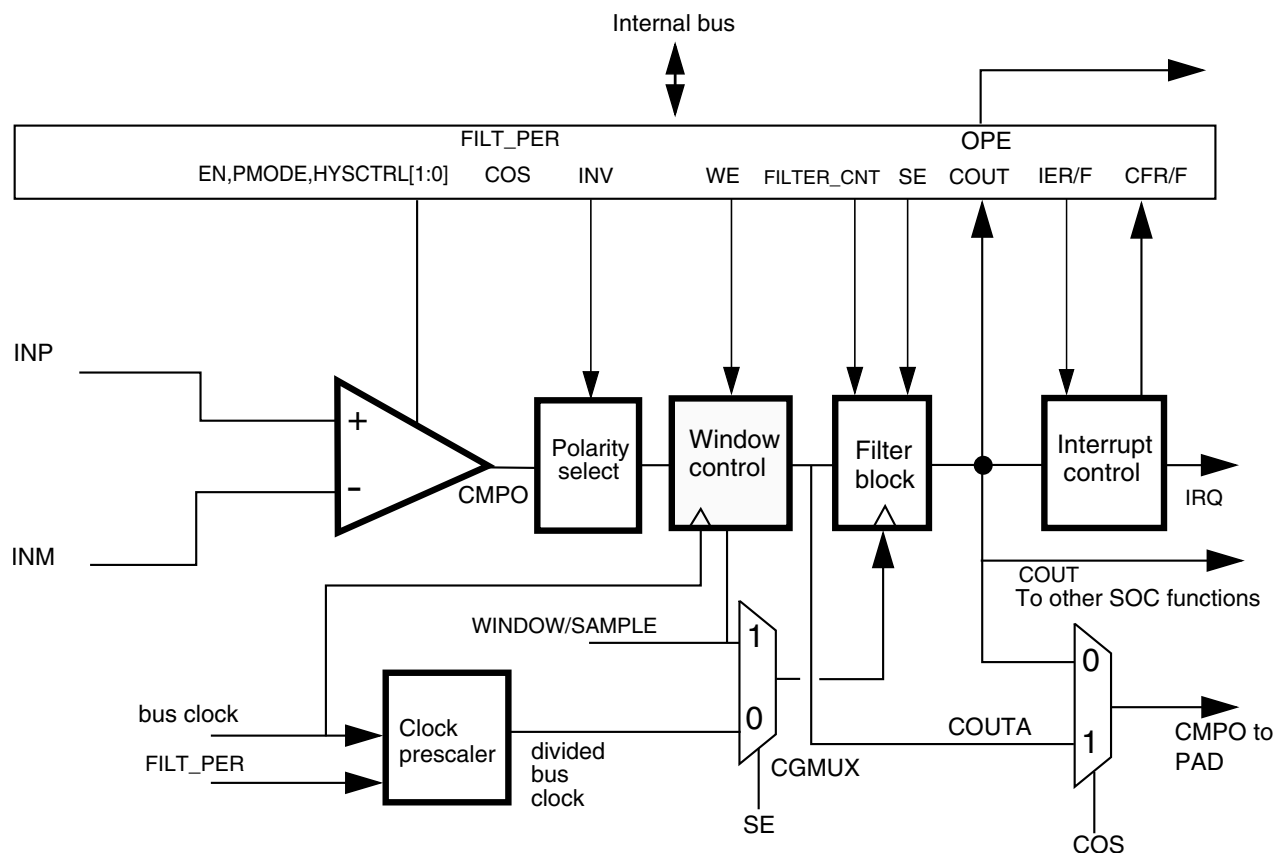 Internal bus
FILT_PER
OPE
EN,PMODE,HYSCTRL[1:0]
COS
INV
WE
FILTER_CNT
SE
COUT
IER/F
CFR/F
INP
INM
+
-
CMPO
Polarity
select
Window
control
Filter
block
Interrupt
control
IRQ
COUT
To other SOC functions
WINDOW/SAMPLE
1
0
CGMUX
SE
bus clock
FILT_PER
Clock
prescaler
divided
bus
clock
COUTA
0
1
CMPO to
PAD
COS